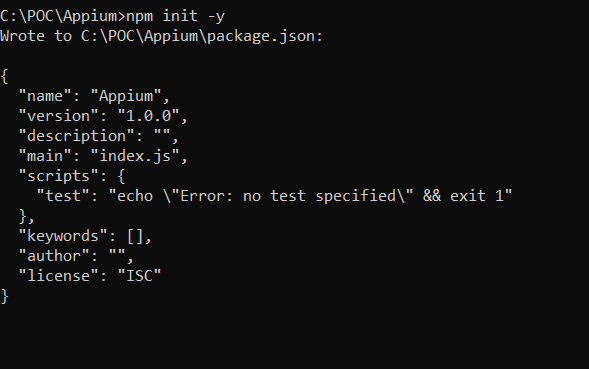 C:\POC\Appium>npm init -y
Wrote to C:\POC\Appium\package.json:
{
  "name": "Appium",
  "version": "1.0.0",
  "description": "",
  "main": "index.js",
  "scripts": {
    "test": "echo \"Error: no test specified\" && exit 1"
  },
  "keywords": [],
  "author": "",
  "license": "ISC"
}